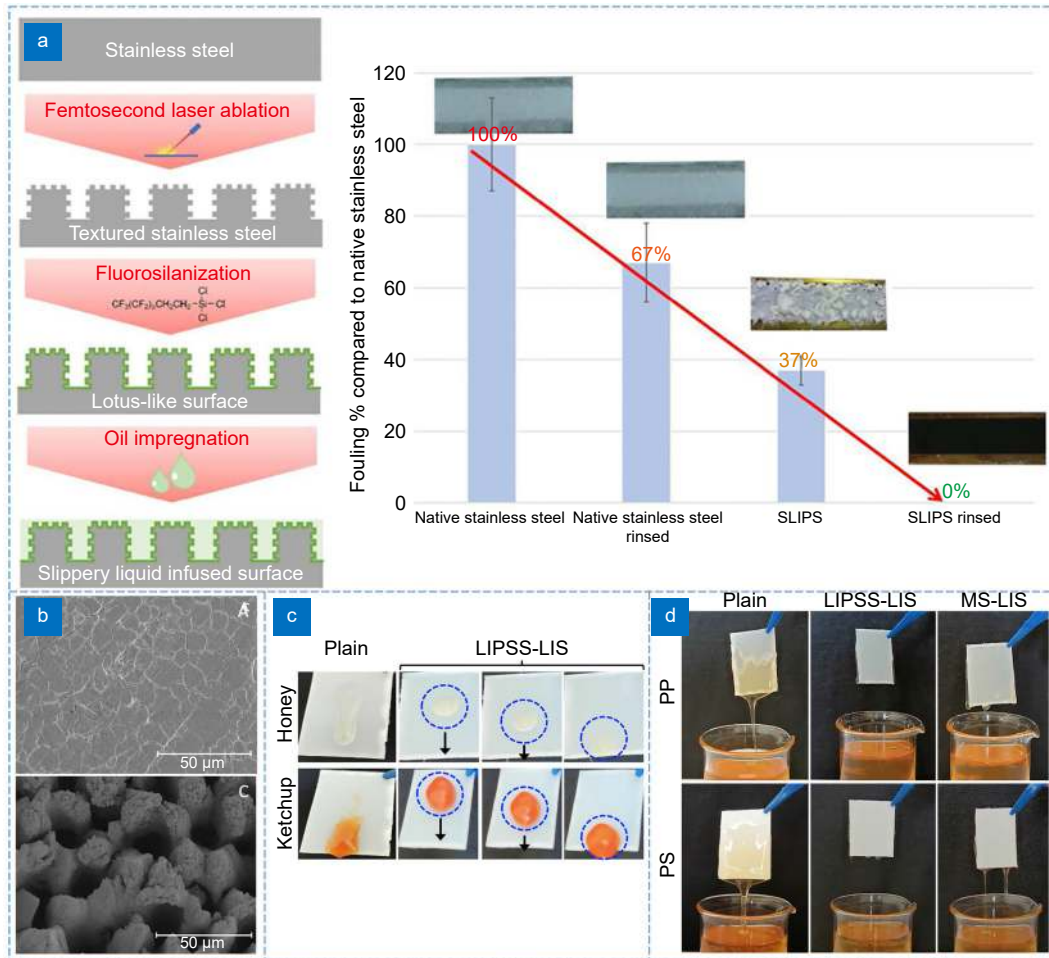 a
Stainless steel
Femtosecond laser ablation
Textured stainless steel
Fluorosilanization
Cl
Si
Cl
Cl
Lotus-like surface
Oil impregnation
Slippery liquid infused surface
Fouling % compared to native stainless steel
120
100
80
60
40
20
0
100%
67%
37%
0%
Native stainless steel
Native stainless steel
rinsed
SLIPS
SLIPS rinsed
b
50 μm
C
50 μm
c
Plain
LIPSS-LIS
Honey
Ketchup
d
Plain
LIPSS-LIS
MS-LIS
PP
PS